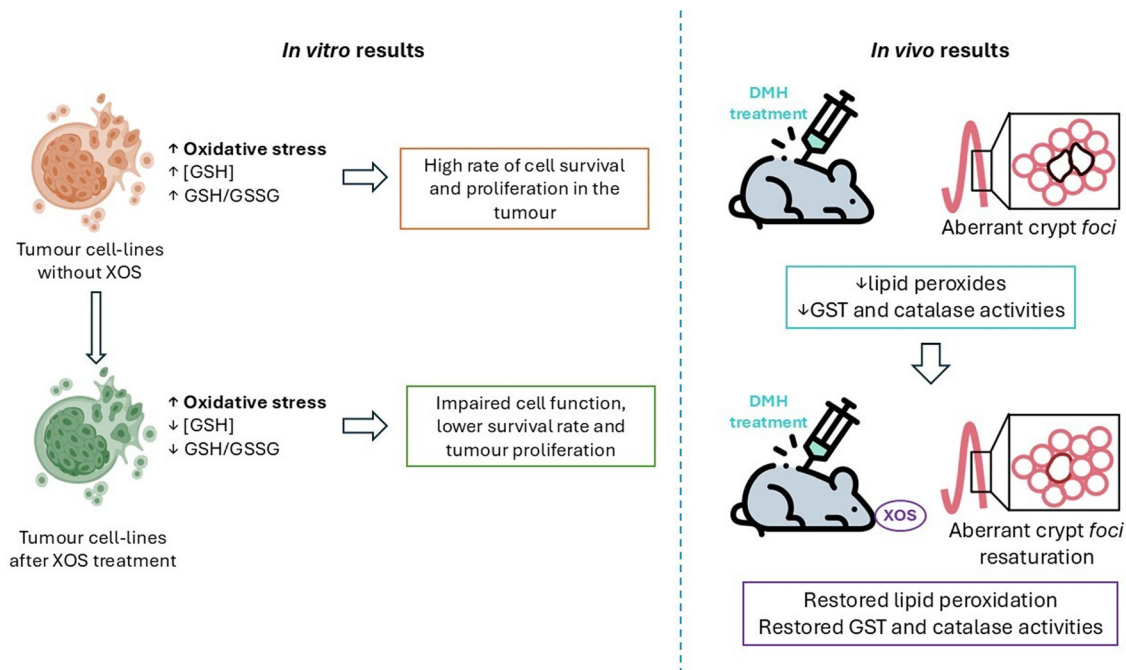 In vitro results
↑ Oxidative stress
↑ [GSH]
↑ GSH/GSSG
High rate of cell survival
and proliferation in the
tumour
Tumour cell-lines
without XOS
↑ Oxidative stress
↓ [GSH]
↓ GSH/GSSG
Impaired cell function,
lower survival rate and
tumour proliferation
Tumour cell-lines
after XOS treatment
In vivo results
DMH
treatment
Aberrant crypt foci
↓lipid peroxides
↓GST and catalase activities
DMH
treatment
XOS
Aberrant crypt foci
resaturation
Restored lipid peroxidation
Restored GST and catalase activities